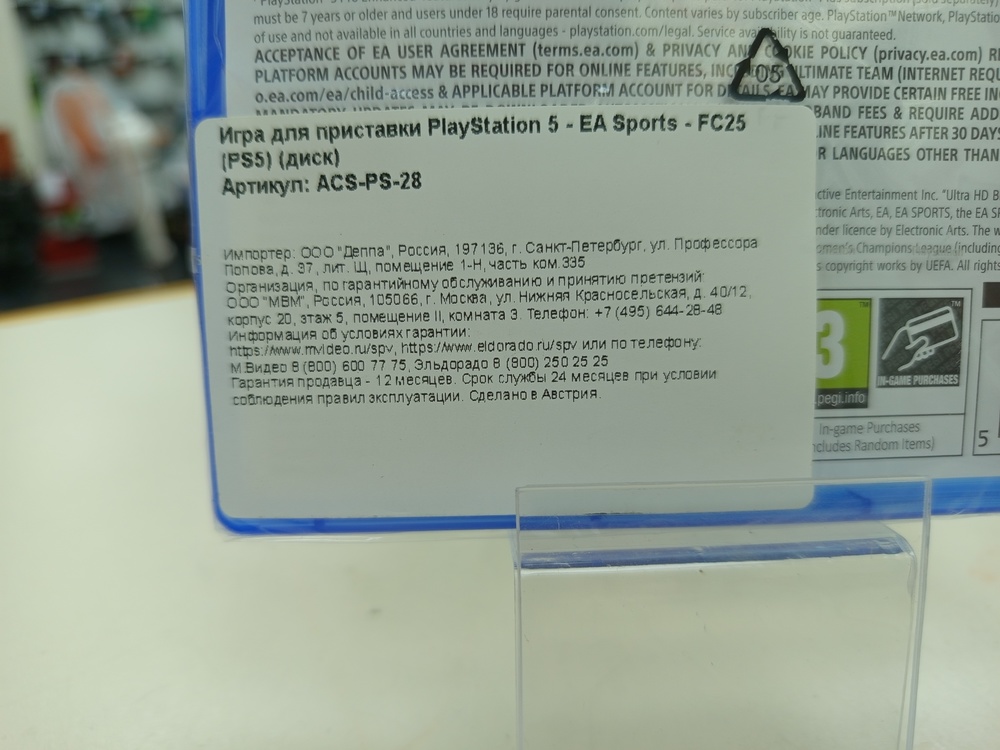 must be 7 years or older and users under 18 require parental consent. Content varies by subscriber age. PlayStation™Network, PlayStatio
of use and not available in all countries and languages - playstation.com/legal. Service availability is not guaranteed.
ACCEPTANCE OF EA USER AGREEMENT (terms.ea.com) & PRIVACY AND COOKIE POLICY (privacy.ea.com) RE
PLATFORM ACCOUNTS MAY BE REQUIRED FOR ONLINE FEATURES, INC ULTIMATE TEAM (INTERNET REQU
o.ea.com/ea/child-access & APPLICABLE PLATFORM ACCOUNT FOR DETAILS. EA MAY PROVIDE CERTAIN FREE IN
05
BAND FEES & REQUIRE ADD
INE FEATURES AFTER 30 DAYS
R LANGUAGES OTHER THAN
Игра для приставки PlayStation 5 - EA Sports - FC25
(PS5) (диск)
Артикул: ACS-PS-28
Импортер: ООО "Деппа", Россия, 197136, г. Санкт-Петербург, ул. Профессора
Попова, д. 37, лит. Щ, помещение 1-Н, часть ком.335
Организация, по гарантийному обслуживанию и принятию претензий:
ООО "МВМ", Россия, 105066, г. Москва, ул. Нижняя Красносельская, д. 40/12,
корпус 20, этаж 5, помещение II, комната 3. Телефон: +7 (495) 644-28-48
Информация об условиях гарантии:
https://www.mvideo.ru/spv, https://www.eldorado.ru/spv или по телефону:
М.Видео 8 (800) 600 77 75, Эльдорадо 8 (800) 250 25 25
Гарантия продавца - 12 месяцев. Срок службы 24 месяцев при условии
соблюдения правил эксплуатации. Сделано в Австрия.
ctive Entertainment Inc. "Ultra HD B
ctronic Arts, EA, EA SPORTS, the EA SP
nder licence by Electronic Arts. The w
omen's Champions League (including
s copyright works by UEFA. All rights
3
pegi.info
IN-GAME PURCHASES
TM
In-game Purchases
ncludes Random Items)
5